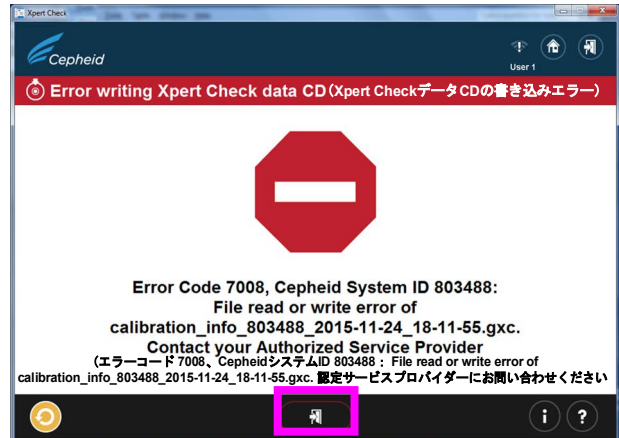 Xpert Check
Cepheid
User 1
Error writing Xpert Check data CD(Xpert CheckデータCDの書き込みエラー)
Error Code 7008, Cepheid System ID 803488:
File read or write error of
calibration_info_803488_2015-11-24_18-11-55.gxc.
Contact your Authorized Service Provider
(エラーコード 7008、CepheidシステムID 803488： File read or write error of
calibration_info_803488_2015-11-24_18-11-55.gxc. 認定サービスプロバイダーにお問い合わせください
i ?